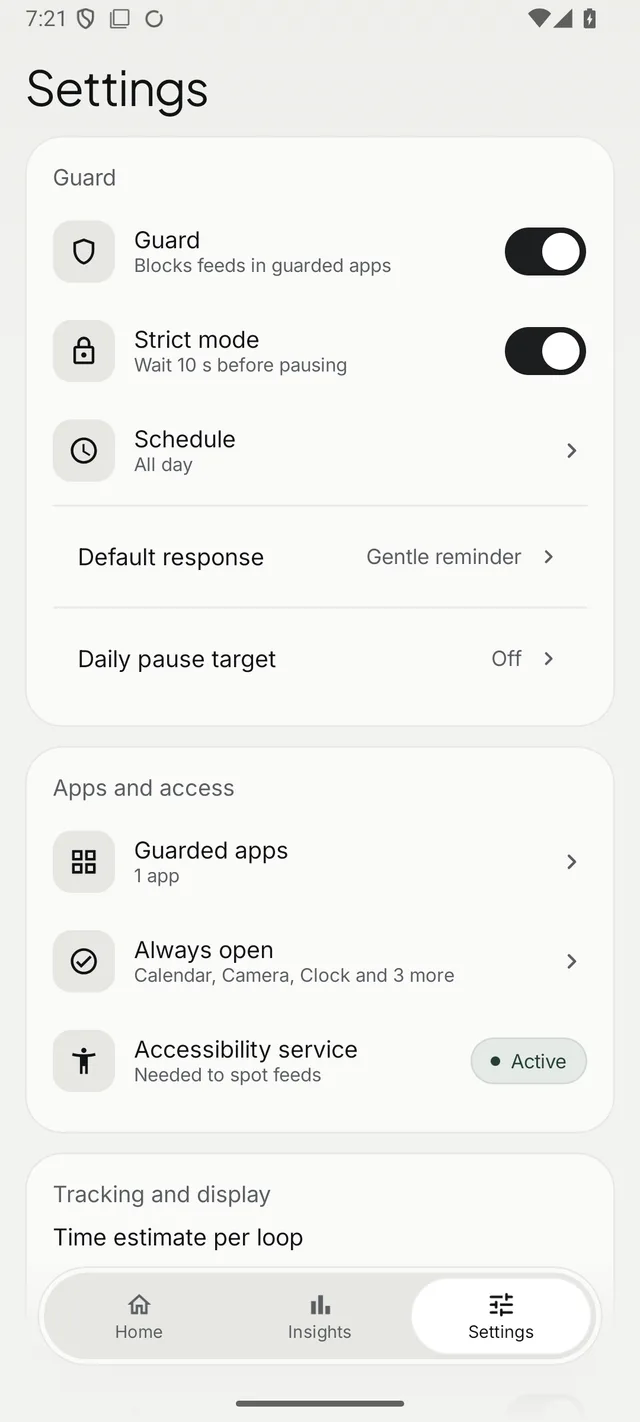 7:21
Settings
Guard
Guard
Blocks feeds in guarded apps
Strict mode
Wait 10 s before pausing
Schedule
All day
Default response Gentle reminder
Daily pause target Off
Apps and access
Guarded apps
1 app
Always open
Calendar, Camera, Clock and 3 more
Accessibility service
Needed to spot feeds
Active
Tracking and display
Time estimate per loop
Home Insights Settings